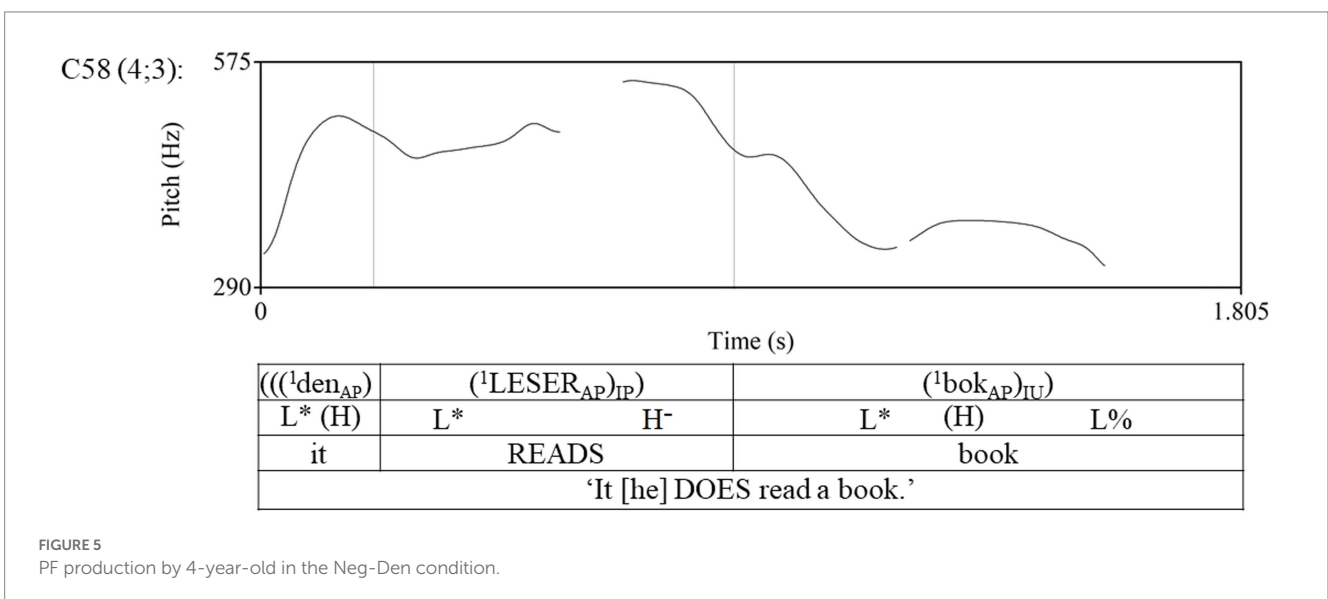 C58 (4;3):
575
Pitch (Hz)
290
0
1.805
Time (s)
(((¹den_AP) (¹LESER_AP)_IP) (¹bok_AP)_IU)
L* (H) L* H⁻ L* (H) L%
it READS book
‘It [he] DOES read a book.’
FIGURE 5
PF production by 4-year-old in the Neg-Den condition.